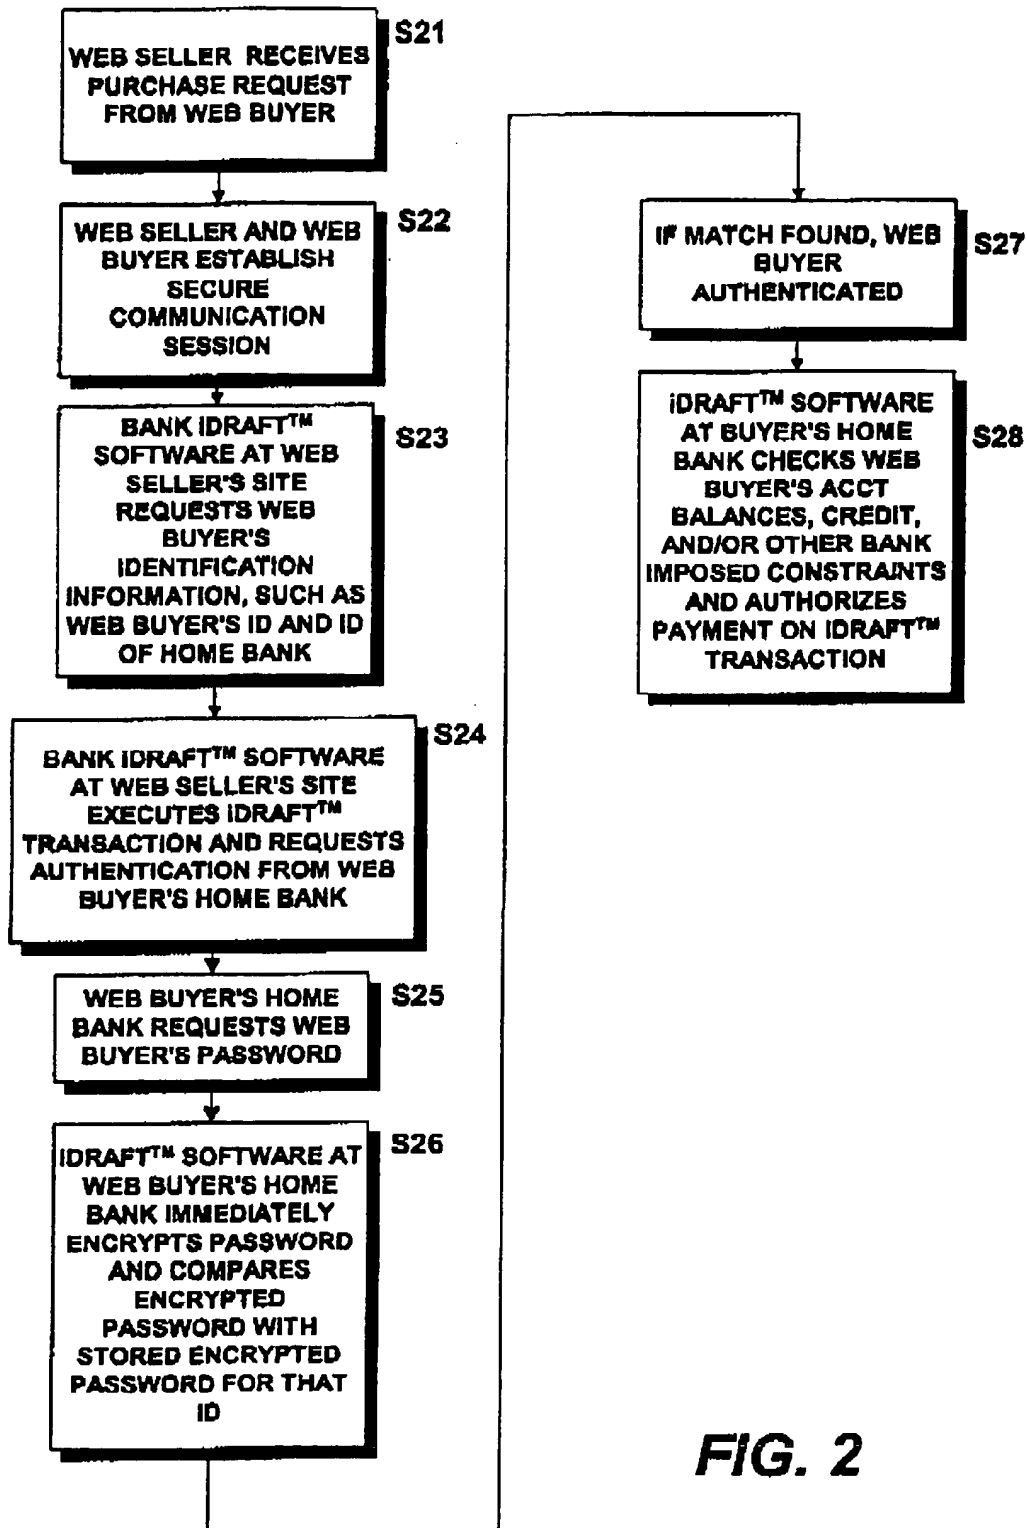 S21
WEB SELLER RECEIVES
PURCHASE REQUEST
FROM WEB BUYER
S22
WEB SELLER AND WEB
BUYER ESTABLISH
SECURE
COMMUNICATION
SESSION
S23
BANK IDRAFT™
SOFTWARE AT WEB
SELLER'S SITE
REQUESTS WEB
BUYER'S
IDENTIFICATION
INFORMATION, SUCH AS
WEB BUYER'S ID AND ID
OF HOME BANK
S24
BANK IDRAFT™ SOFTWARE
AT WEB SELLER'S SITE
EXECUTES IDRAFT™
TRANSACTION AND REQUESTS
AUTHENTICATION FROM WEB
BUYER'S HOME BANK
S25
WEB BUYER'S HOME
BANK REQUESTS WEB
BUYER'S PASSWORD
S26
IDRAFT™ SOFTWARE AT
WEB BUYER'S HOME
BANK IMMEDIATELY
ENCRYPTS PASSWORD
AND COMPARES
ENCRYPTED
PASSWORD WITH
STORED ENCRYPTED
PASSWORD FOR THAT
ID
S27
IF MATCH FOUND, WEB
BUYER
AUTHENTICATED
S28
iDRAFT™ SOFTWARE
AT BUYER'S HOME
BANK CHECKS WEB
BUYER'S ACCT
BALANCES, CREDIT,
AND/OR OTHER BANK
IMPOSED CONSTRAINTS
AND AUTHORIZES
PAYMENT ON IDRAFT™
TRANSACTION
FIG. 2